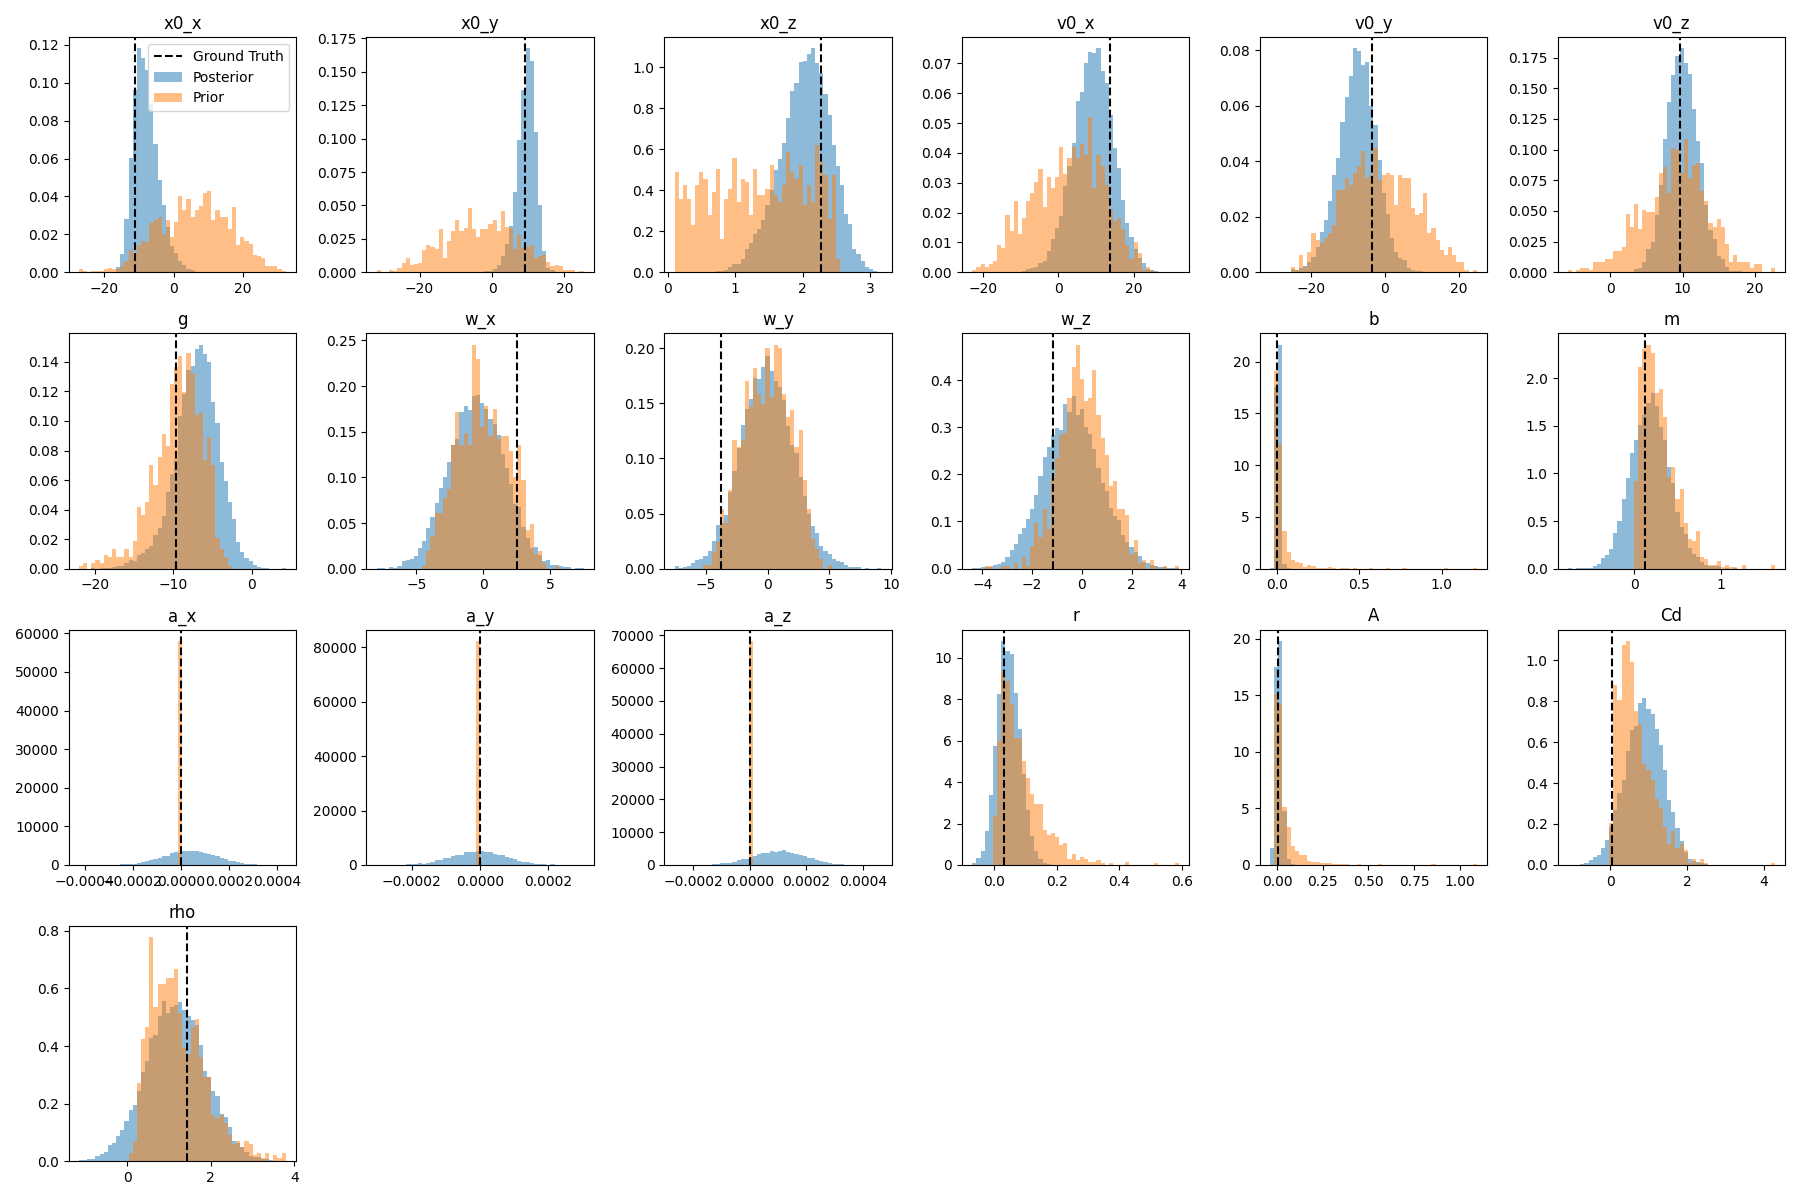 x0_x
0.12
0.10
0.08
0.06
0.04
0.02
0.00
−20 0 20
Ground Truth
Posterior
Prior
x0_y
0.175
0.150
0.125
0.100
0.075
0.050
0.025
0.000
−20 0 20
x0_z
1.0
0.8
0.6
0.4
0.2
0.0
0 1 2 3
v0_x
0.07
0.06
0.05
0.04
0.03
0.02
0.01
0.00
−20 0 20
v0_y
0.08
0.06
0.04
0.02
0.00
−20 0 20
v0_z
0.175
0.150
0.125
0.100
0.075
0.050
0.025
0.000
0 10 20
g
0.14
0.12
0.10
0.08
0.06
0.04
0.02
0.00
−20 −10 0
w_x
0.25
0.20
0.15
0.10
0.05
0.00
−5 0 5
w_y
0.20
0.15
0.10
0.05
0.00
−5 0 5 10
w_z
0.4
0.3
0.2
0.1
0.0
−4 −2 0 2 4
b
20
15
10
5
0
0.0 0.5 1.0
m
2.0
1.5
1.0
0.5
0.0
0 1
a_x
60000
50000
40000
30000
20000
10000
0
−0.0004 −0.0002 0.0000 0.0002 0.0004
a_y
80000
60000
40000
20000
0
−0.0002 0.0000 0.0002
a_z
70000
60000
50000
40000
30000
20000
10000
0
−0.0002 0.0000 0.0002 0.0004
r
10
8
6
4
2
0
0.0 0.2 0.4 0.6
A
20
15
10
5
0
0.00 0.25 0.50 0.75 1.00
Cd
1.0
0.8
0.6
0.4
0.2
0.0
0 2 4
rho
0.8
0.6
0.4
0.2
0.0
0 2 4